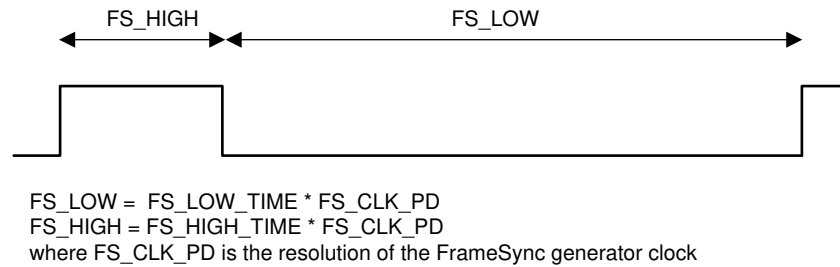 FS_HIGH FS_LOW
FS_LOW = FS_LOW_TIME * FS_CLK_PD
FS_HIGH = FS_HIGH_TIME * FS_CLK_PD
where FS_CLK_PD is the resolution of the FrameSync generator clock